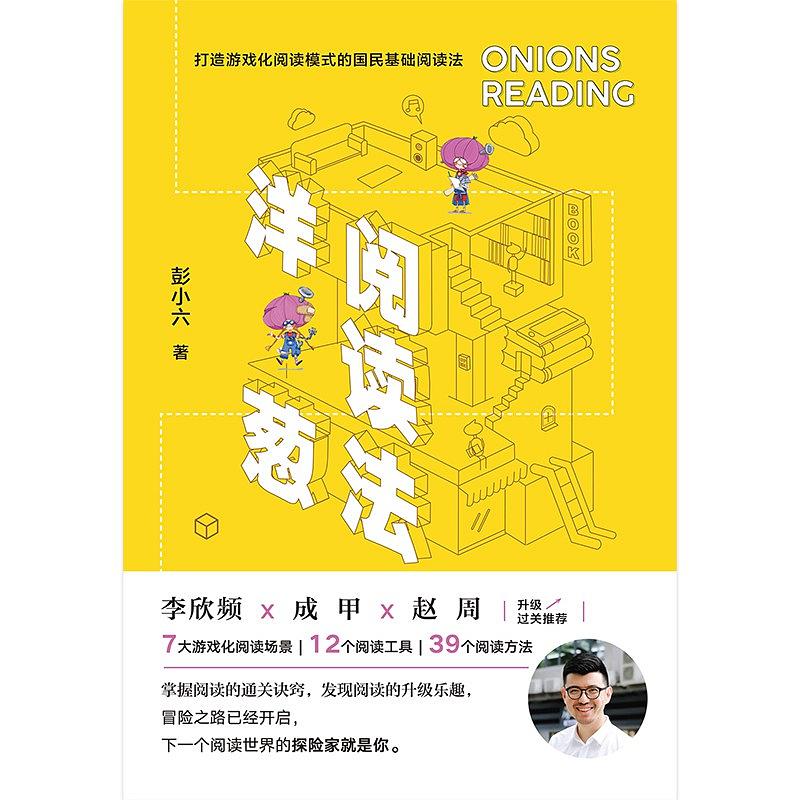 打造游戏化阅读模式的国民基础阅读法
ONIONS
READING
洋葱
阅读法
BOOK
彭小六 著
李欣频 x 成甲 x 赵周 | 升级
过关推荐 |
7大游戏化阅读场景 | 12个阅读工具 | 39个阅读方法
掌握阅读的通关诀窍，发现阅读的升级乐趣，
冒险之路已经开启，
下一个阅读世界的探险家就是你。